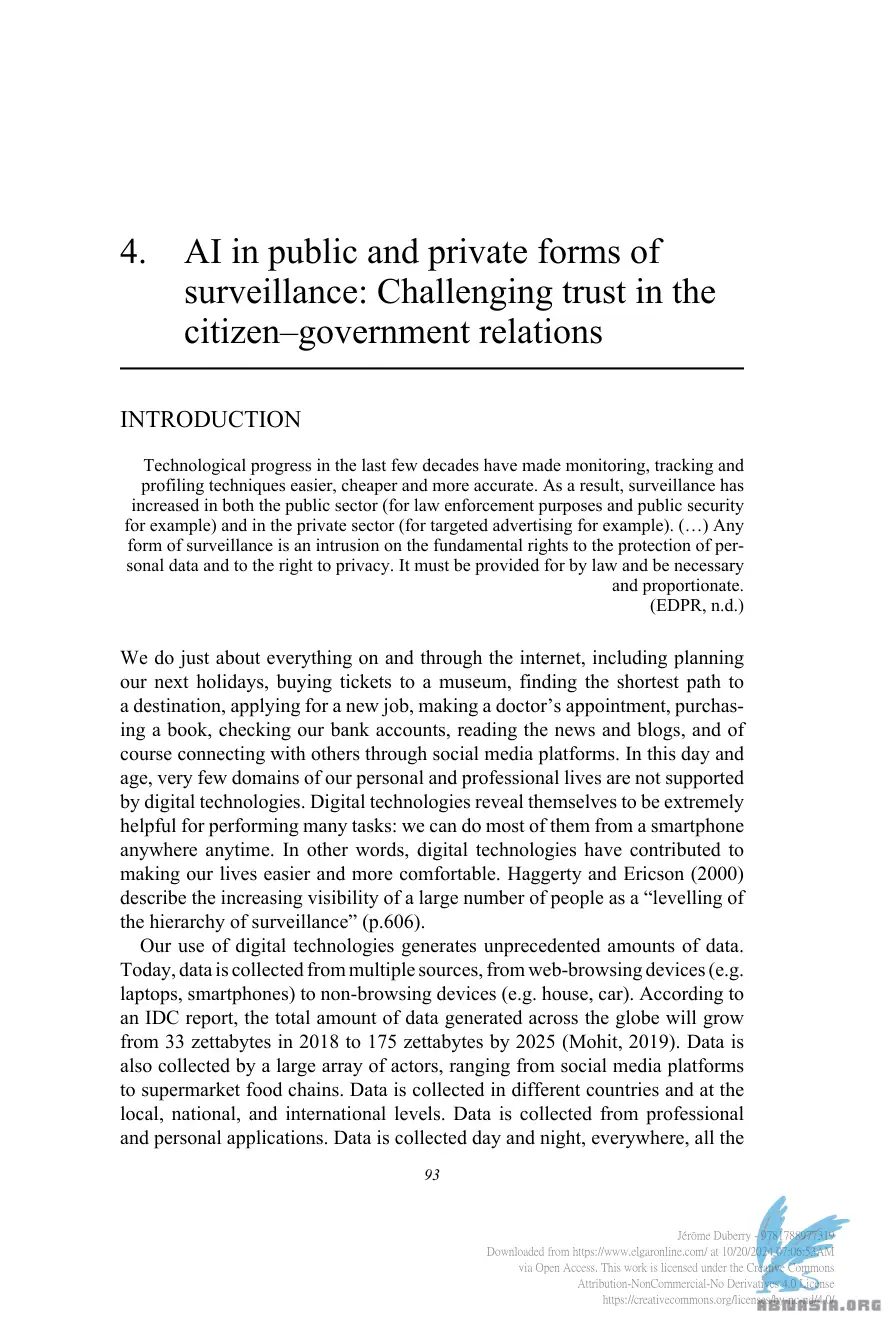 4. AI in public and private forms of
surveillance: Challenging trust in the
citizen–government relations
INTRODUCTION
Technological progress in the last few decades have made monitoring, tracking and
profiling techniques easier, cheaper and more accurate. As a result, surveillance has
increased in both the public sector (for law enforcement purposes and public security
for example) and in the private sector (for targeted advertising for example). (…) Any
form of surveillance is an intrusion on the fundamental rights to the protection of per-
sonal data and to the right to privacy. It must be provided for by law and be necessary
and proportionate.
(EDPR, n.d.)
We do just about everything on and through the internet, including planning
our next holidays, buying tickets to a museum, finding the shortest path to
a destination, applying for a new job, making a doctor’s appointment, purchas-
ing a book, checking our bank accounts, reading the news and blogs, and of
course connecting with others through social media platforms. In this day and
age, very few domains of our personal and professional lives are not supported
by digital technologies. Digital technologies reveal themselves to be extremely
helpful for performing many tasks: we can do most of them from a smartphone
anywhere anytime. In other words, digital technologies have contributed to
making our lives easier and more comfortable. Haggerty and Ericson (2000)
describe the increasing visibility of a large number of people as a “levelling of
the hierarchy of surveillance” (p.606).
Our use of digital technologies generates unprecedented amounts of data.
Today, data is collected from multiple sources, from web-browsing devices (e.g.
laptops, smartphones) to non-browsing devices (e.g. house, car). According to
an IDC report, the total amount of data generated across the globe will grow
from 33 zettabytes in 2018 to 175 zettabytes by 2025 (Mohit, 2019). Data is
also collected by a large array of actors, ranging from social media platforms
to supermarket food chains. Data is collected in different countries and at the
local, national, and international levels. Data is collected from professional
and personal applications. Data is collected day and night, everywhere, all the
93
Jérôme Duberry - 9781788977319
Downloaded from https://www.elgaronline.com/ at 10/20/2024 07:06:53AM
via Open Access. This work is licensed under the Creative Commons
Attribution-NonCommercial-No Derivatives 4.0 License
https://creativecommons.org/licenses/by-nc-nd/4.0/
ABNASIA.ORG